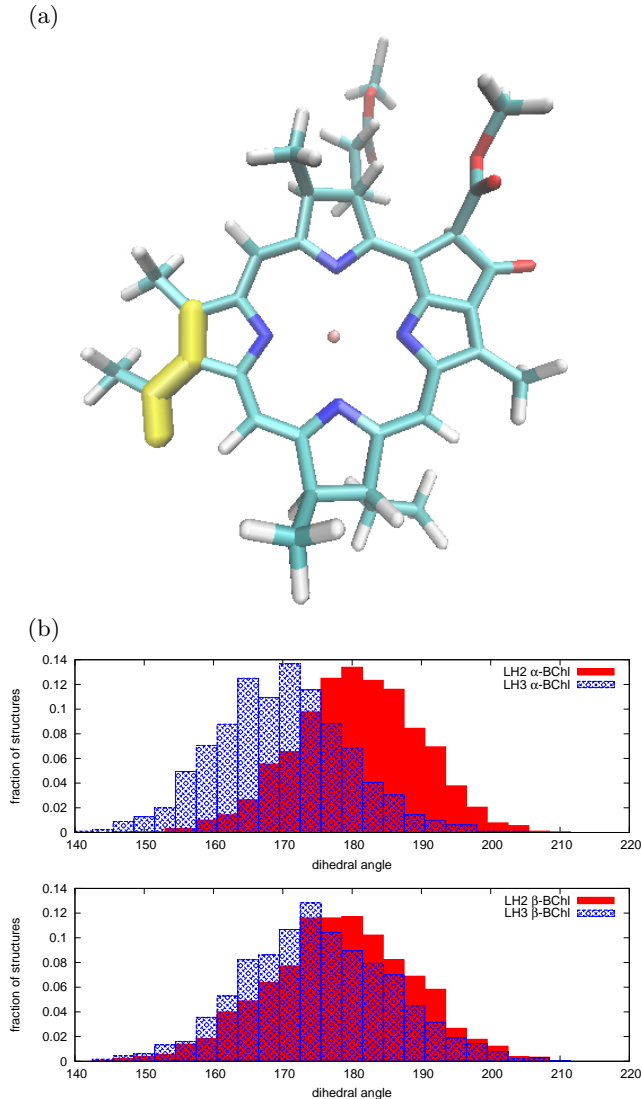 (a)
(b)
fraction of structures
0.14
0.12
0.1
0.08
0.06
0.04
0.02
0
LH2 α-BChl
LH3 α-BChl
140 150 160 170 180 190 200 210 220
dihedral angle
fraction of structures
0.14
0.12
0.1
0.08
0.06
0.04
0.02
0
LH2 β-BChl
LH3 β-BChl
140 150 160 170 180 190 200 210 220
dihedral angle